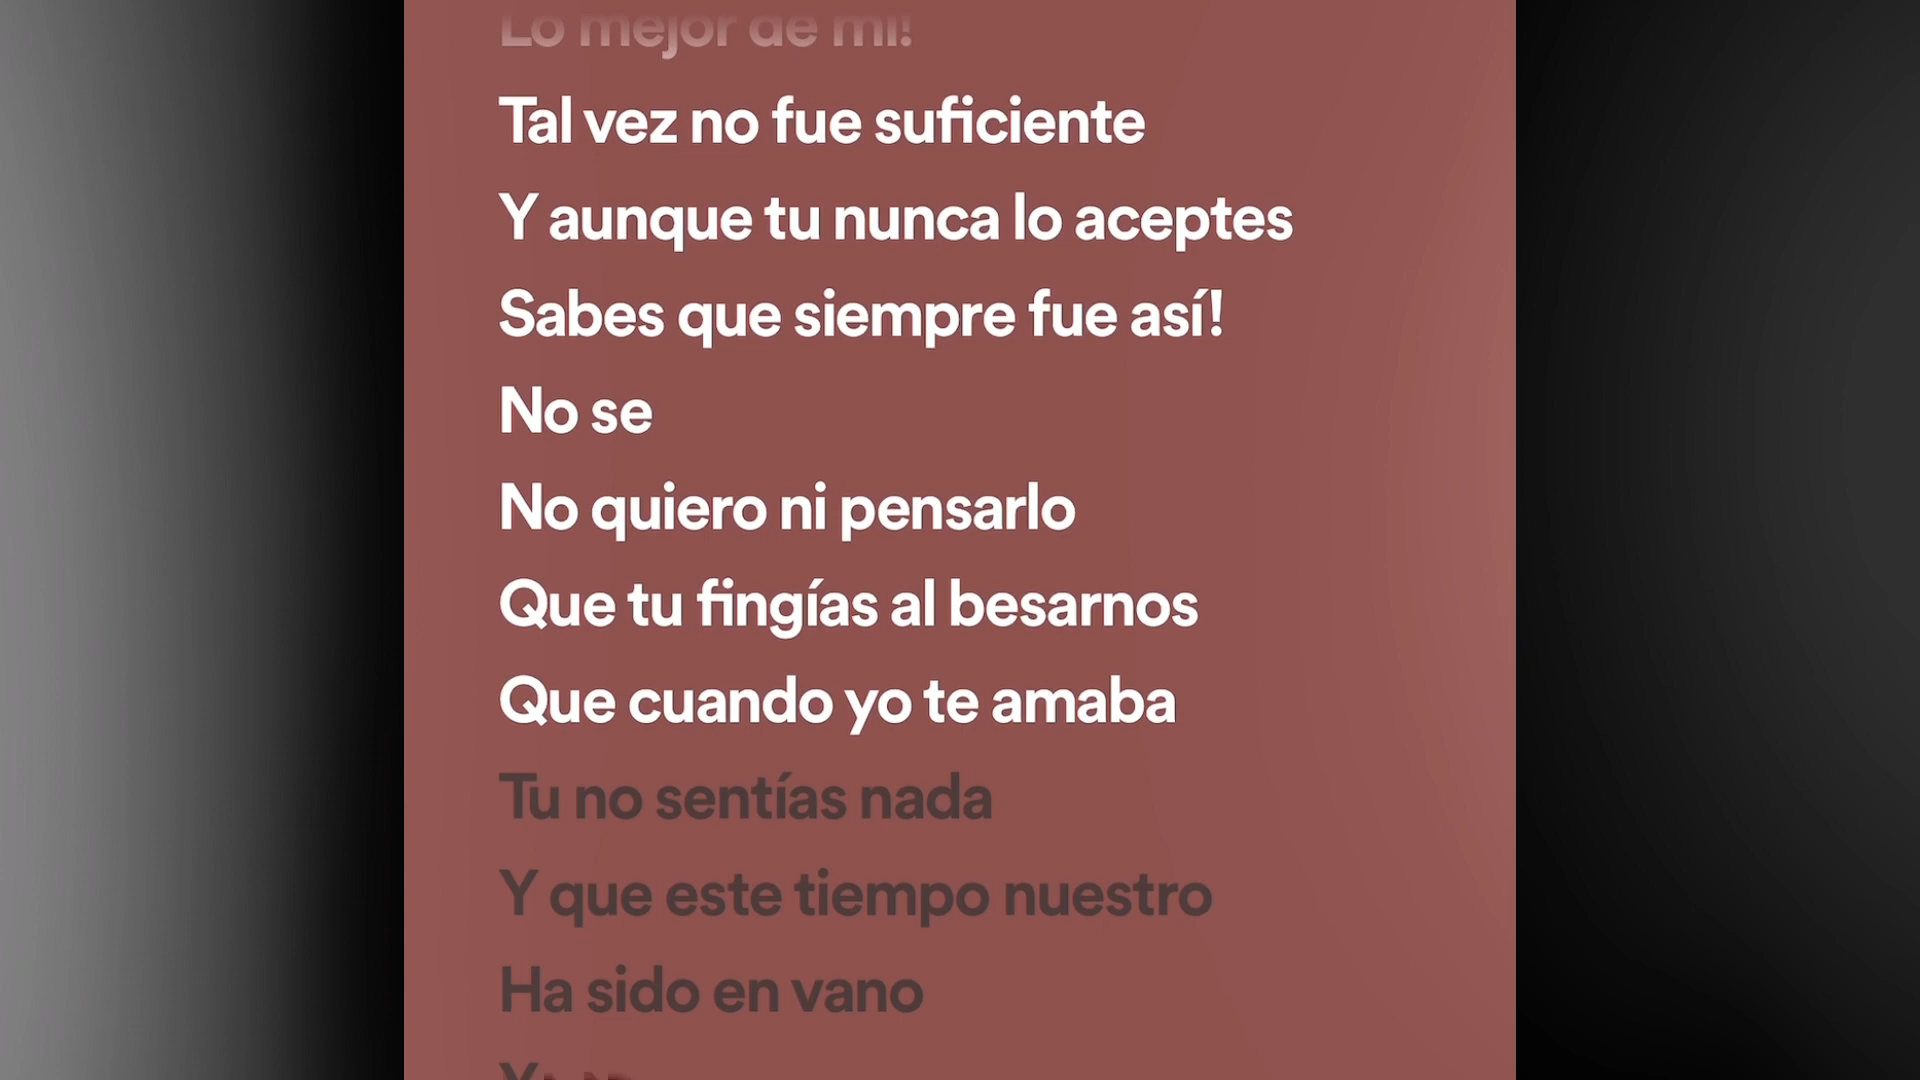 Lo mejor de mi!
Tal vez no fue suficiente
Y aunque tu nunca lo aceptes
Sabes que siempre fue así!
No se
No quiero ni pensarlo
Que tu fingías al besarnos
Que cuando yo te amaba
Tu no sentías nada
Y que este tiempo nuestro
Ha sido en vano